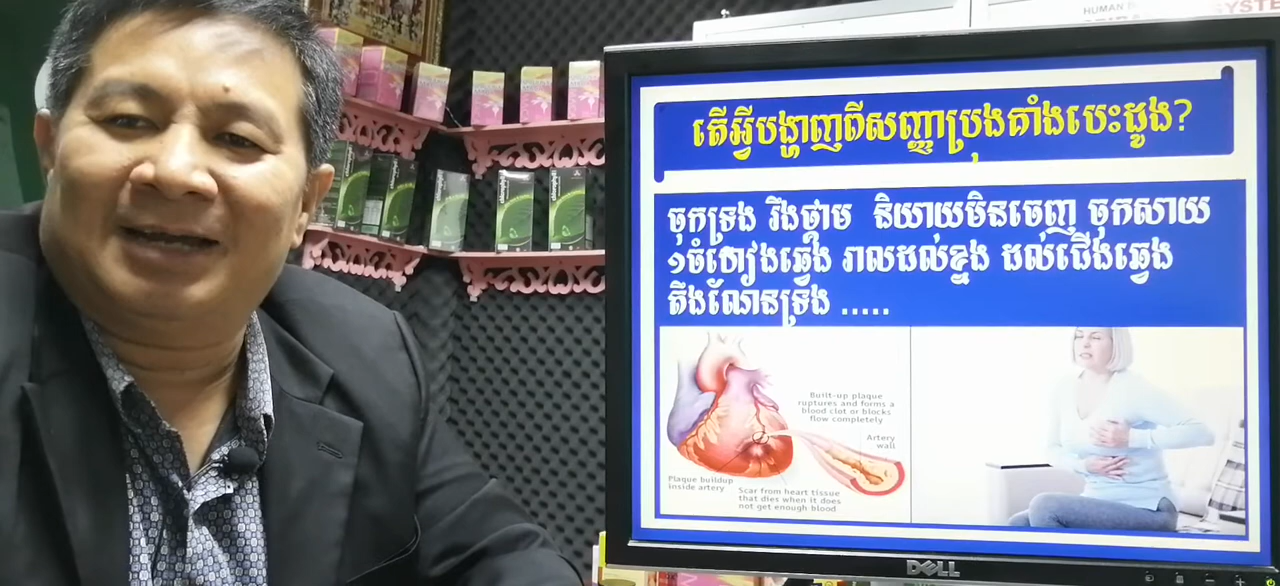 HUMAN
SYSTE
តើអ្វីបង្ហាញពីសញ្ញាប្រុងគាំងបេះដូង?
ចុកទ្រូង រឹងថ្គាម និយាយមិនចេញ ចុកសាយ
១ចំហៀងឆ្វេង រាលដល់ខ្នង ដល់ជើងឆ្វេង
តឹងណែនទ្រូង .....
Built-up plaque
ruptures and forms a
blood clot or blocks
flow completely
Artery
wall
Plaque buildup
inside artery
Scar from heart tissue
that dies when it does
not get enough blood
DELL